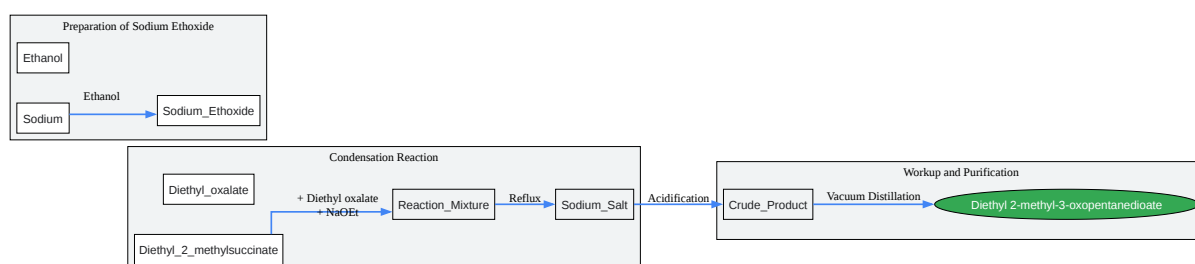 Preparation of Sodium Ethoxide
Ethanol
Ethanol
Sodium
Sodium_Ethoxide
Condensation Reaction
Diethyl_oxalate
+ Diethyl oxalate
+ NaOEt
Diethyl_2_methylsuccinate
Reaction_Mixture
Reflux
Sodium_Salt
Acidification
Workup and Purification
Crude_Product
Vacuum Distillation
Diethyl 2-methyl-3-oxopentanedioate